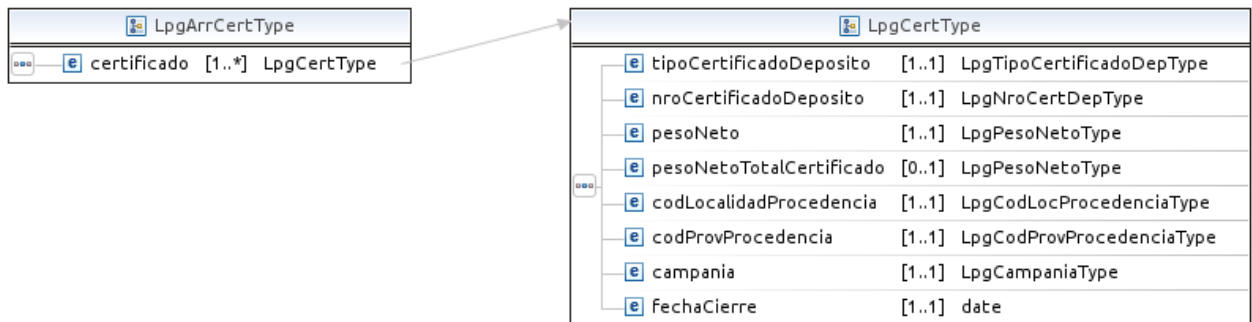 LpgArrCertType
certificado [1..*] LpgCertType
LpgCertType
tipoCertificadoDeposito [1..1] LpgTipoCertificadoDepType
nroCertificadoDeposito [1..1] LpgNroCertDepType
pesoNeto [1..1] LpgPesoNetoType
pesoNetoTotalCertificado [0..1] LpgPesoNetoType
codLocalidadProcedencia [1..1] LpgCodLocProcedenciaType
codProvProcedencia [1..1] LpgCodProvProcedenciaType
campania [1..1] LpgCampaniaType
fechaCierre [1..1] date